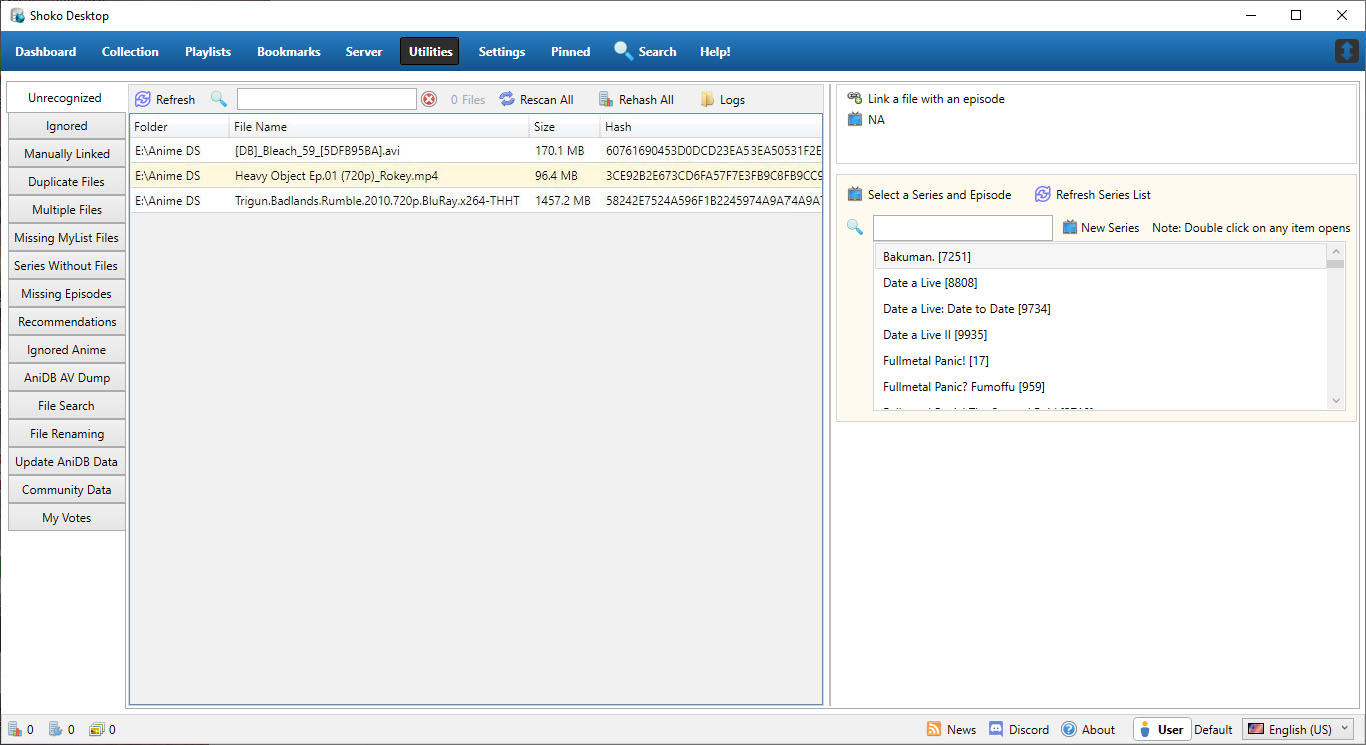 Shoko Desktop
Dashboard Collection Playlists Bookmarks Server Utilities Settings Pinned Search Help!
Unrecognized
Ignored
Manually Linked
Duplicate Files
Multiple Files
Missing MyList Files
Series Without Files
Missing Episodes
Recommendations
Ignored Anime
AniDB AV Dump
File Search
File Renaming
Update AniDB Data
Community Data
My Votes
Refresh 0 Files Rescan All Rehash All Logs
Folder File Name Size Hash
E:\Anime DS [DB]_Bleach_59_[5DFB95BA].avi 170.1 MB 60761690453D0DCD23EA53EA50531F2E
E:\Anime DS Heavy Object Ep.01 (720p)_Rokey.mp4 96.4 MB 3CE92B2E673CD6FA57F7E3FB9C8FB9CC9
E:\Anime DS Trigun.Badlands.Rumble.2010.720p.BluRay.x264-THHT 1457.2 MB 58242E7524A596F1B2245974A9A74A9A7
Link a file with an episode
NA
Select a Series and Episode Refresh Series List
New Series Note: Double click on any item opens
Bakuman. [7251]
Date a Live [8808]
Date a Live: Date to Date [9734]
Date a Live II [9935]
Fullmetal Panic! [17]
Fullmetal Panic? Fumoffu [959]
0 0 0
News Discord About User Default English (US)